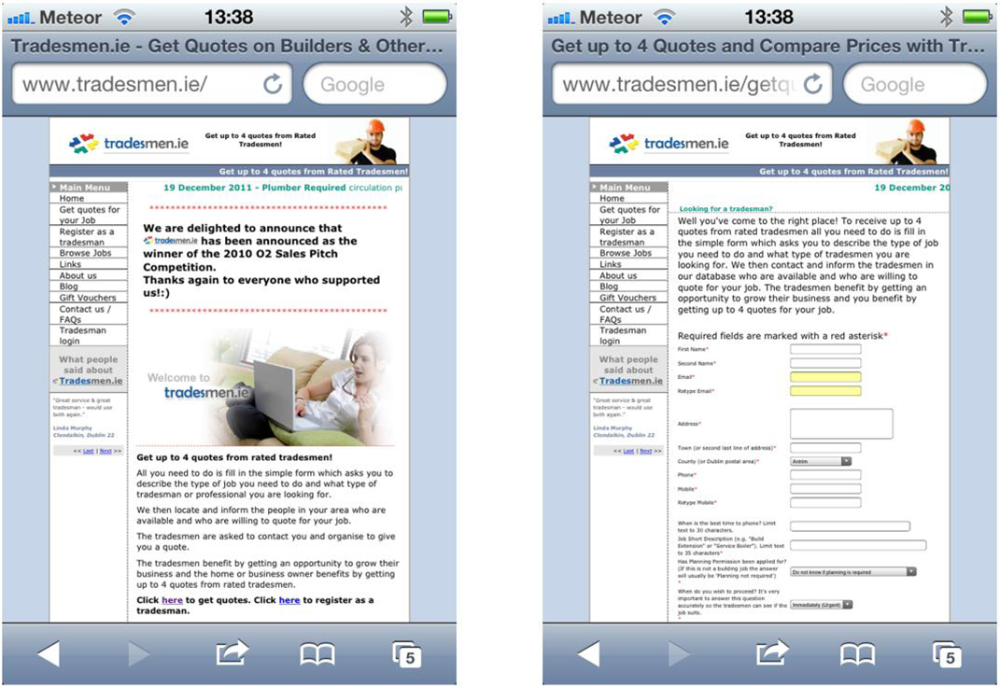 Meteor 13:38
Tradesmen.ie - Get Quotes on Builders & Other...
www.tradesmen.ie/ Google
tradesmen.ie
Get up to 4 quotes from Rated
Tradesmen!
Get up to 4 quotes from Rated Tradesmen!
Main Menu
Home
Get quotes for
your Job
Register as a
tradesman
Browse Jobs
Links
About us
Blog
Gift Vouchers
Contact us /
FAQs
Tradesman
login
What people
said about
Tradesmen.ie
"Great service & great
tradesman - would use
both again."
Linda Murphy
Clondalkin, Dublin 22
<< Last | Next >>
19 December 2011 - Plumber Required circulation pu
******************************************
We are delighted to announce that
tradesmen.ie has been announced as the
winner of the 2010 O2 Sales Pitch
Competition.
Thanks again to everyone who supported
us!:)
******************************************
Welcome to
tradesmen.ie
Get up to 4 quotes from rated tradesmen!
All you need to do is fill in the simple form which asks you to
describe the type of job you need to do and what type of
tradesman or professional you are looking for.
We then locate and inform the people in your area who are
available and who are willing to quote for your job.
The tradesmen are asked to contact you and organise to give
you a quote.
The tradesmen benefit by getting an opportunity to grow their
business and the home or business owner benefits by getting
up to 4 quotes from rated tradesmen.
Click here to get quotes. Click here to register as a
tradesman.
5
Meteor 13:38
Get up to 4 Quotes and Compare Prices with Tr...
www.tradesmen.ie/getqu Google
tradesmen.ie
Get up to 4 quotes from Rated
Tradesmen!
Get up to 4 quotes from Rated Tradesmen!
Main Menu
Home
Get quotes for
your Job
Register as a
tradesman
Browse Jobs
Links
About us
Blog
Gift Vouchers
Contact us /
FAQs
Tradesman
login
What people
said about
Tradesmen.ie
"Great service & great
tradesman - would use
both again."
Linda Murphy
Clondalkin, Dublin 22
<< Last | Next >>
19 December 20
Looking for a tradesman?
Well you've come to the right place! To receive up to 4
quotes from rated tradesmen all you need to do is fill in
the simple form which asks you to describe the type of job
you need to do and what type of tradesmen you are
looking for. We then contact and inform the tradesmen in
our database who are available and who are willing to
quote for your job. The tradesmen benefit by getting an
opportunity to grow their business and you benefit by
getting up to 4 quotes for your job.
Required fields are marked with a red asterisk*
First Name*
Second Name*
Email*
Retype Email*
Address*
Town (or second last line of address)*
County (or Dublin postal area)* Antrim
Phone*
Mobile*
Retype Mobile*
When is the best time to phone? Limit
text to 30 characters.
Job Short Description (e.g. "Build
Extension" or "Service Boiler"). Limit text
to 35 characters*
Has Planning Permission been applied for?
(If this is not a building job the answer
will usually be 'Planning not required')
*
Do not know if planning is required
When do you wish to proceed? It's very
important to answer this question
accurately so the tradesmen can see if the
job suits.
*
Immediately (Urgent)
5